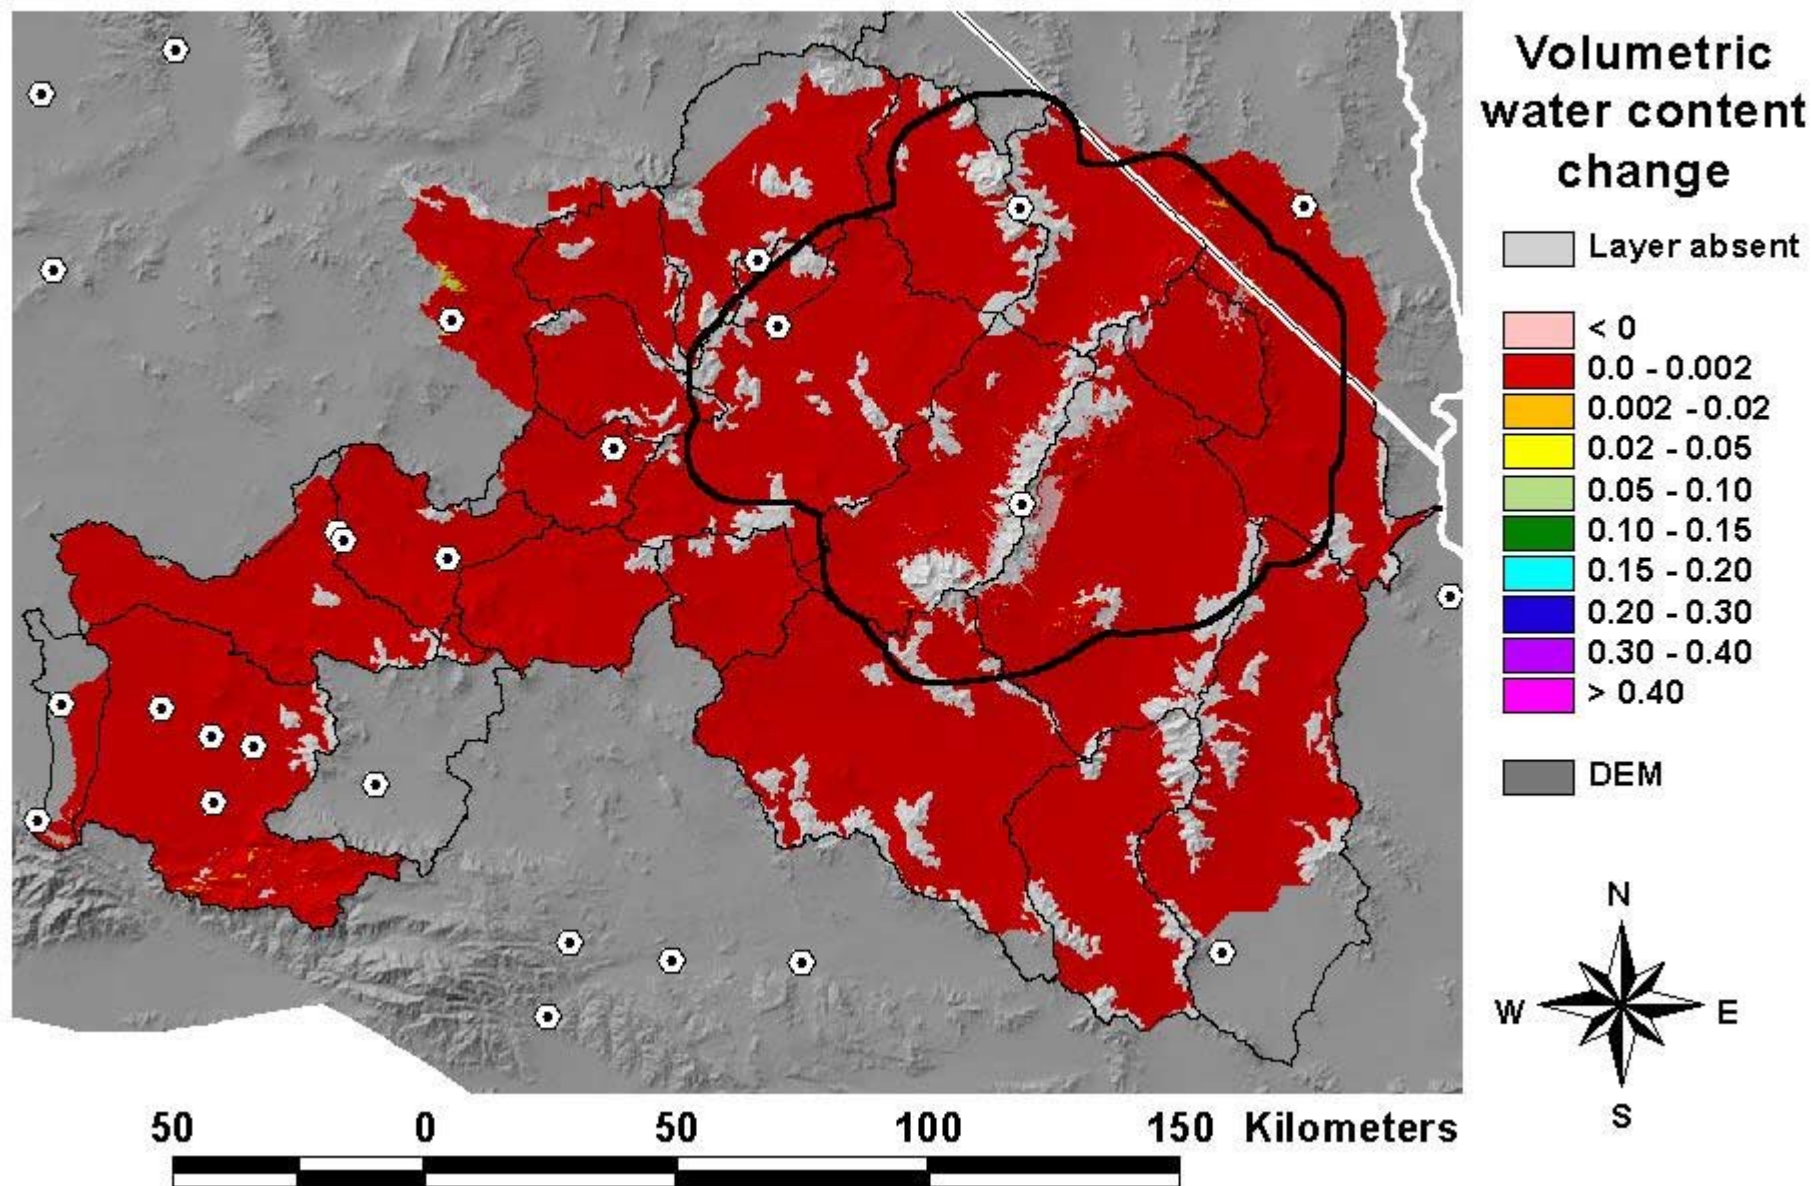 Volumetric
water content
change
Layer absent
< 0
0.0 - 0.002
0.002 - 0.02
0.02 - 0.05
0.05 - 0.10
0.10 - 0.15
0.15 - 0.20
0.20 - 0.30
0.30 - 0.40
> 0.40
DEM
N
W E
S
50 0 50 100 150 Kilometers